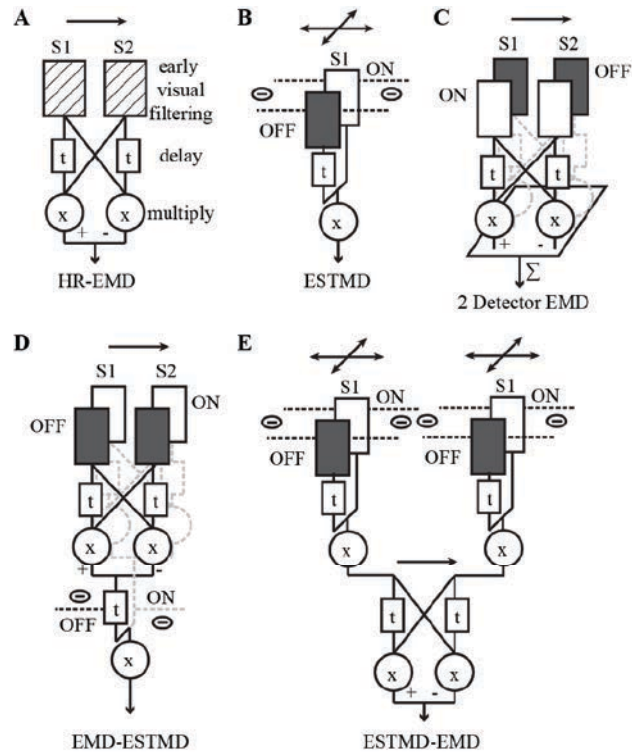 A
S1 S2
early
visual
filtering
t t delay
x x multiply
+ -
HR-EMD
B
S1
ON
- -
OFF
t
x
ESTMD
C
S1 S2
OFF
ON
t t
x x
+ -
Σ
2 Detector EMD
D
S1 S2
ON
OFF
t t
x x
+ -
- t ON
OFF -
x
EMD-ESTMD
E
S1 S1
ON ON
- - - -
OFF OFF
t t
x x
t t
x x
+ -
ESTMD-EMD